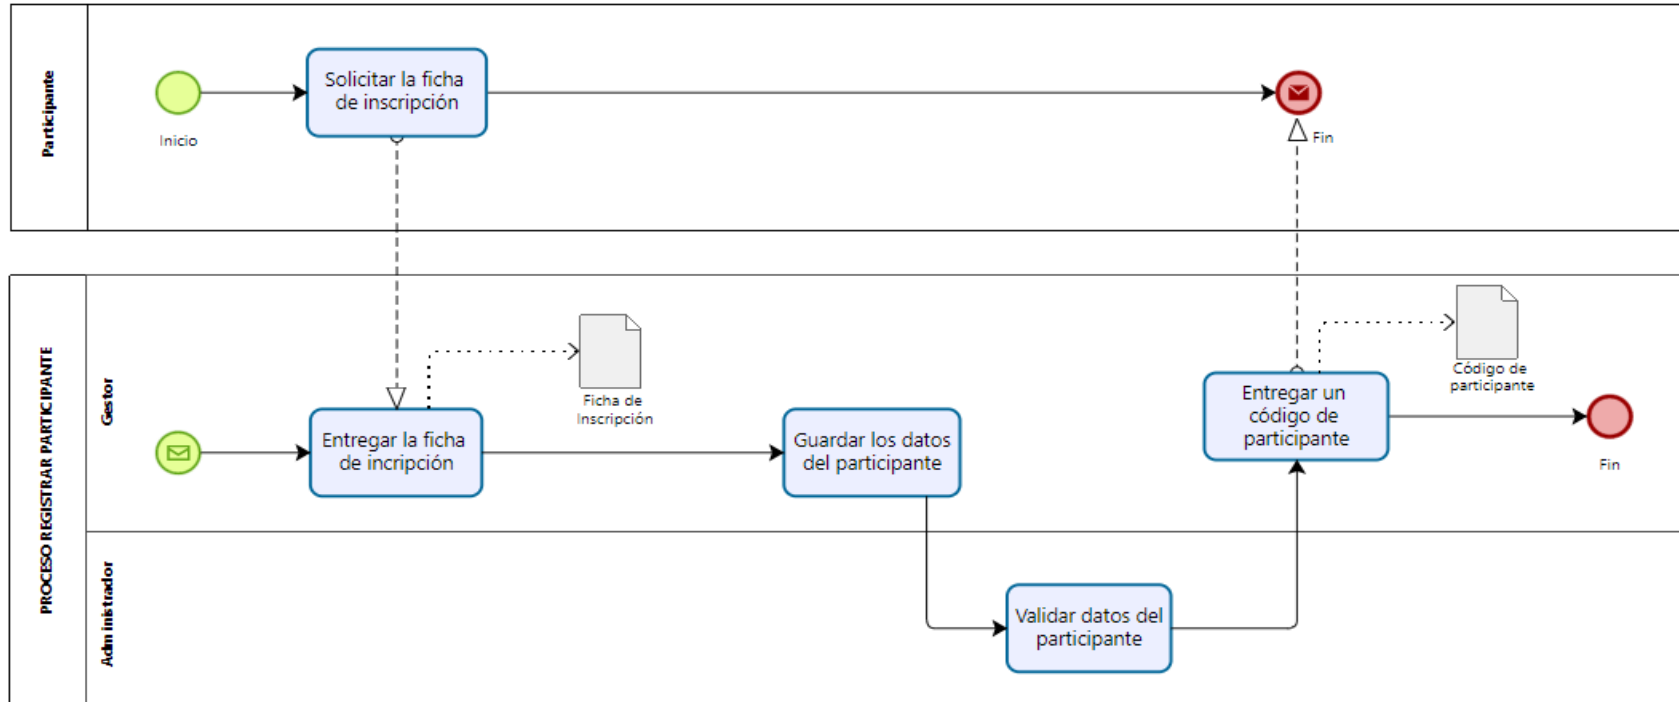 Participante
Inicio
Solicitar la ficha
de inscripción
Fin
PROCESO REGISTRAR PARTICIPANTE
Gestor
Entregar la ficha
de incripción
Ficha de
Inscripción
Guardar los datos
del participante
Entregar un
código de
participante
Código de
participante
Fin
Administrador
Validar datos del
participante